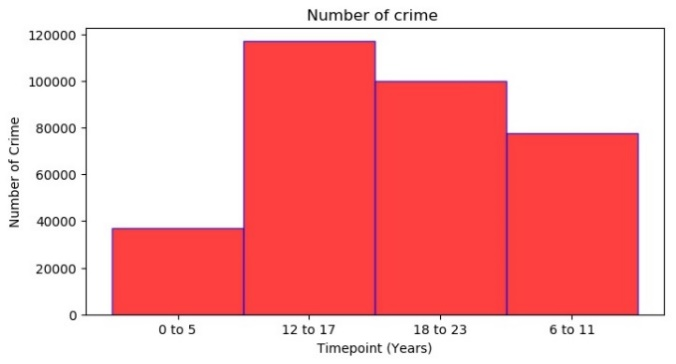 Number of crime
Number of Crime
120000
100000
80000
60000
40000
20000
0
0 to 5 12 to 17 18 to 23 6 to 11
Timepoint (Years)